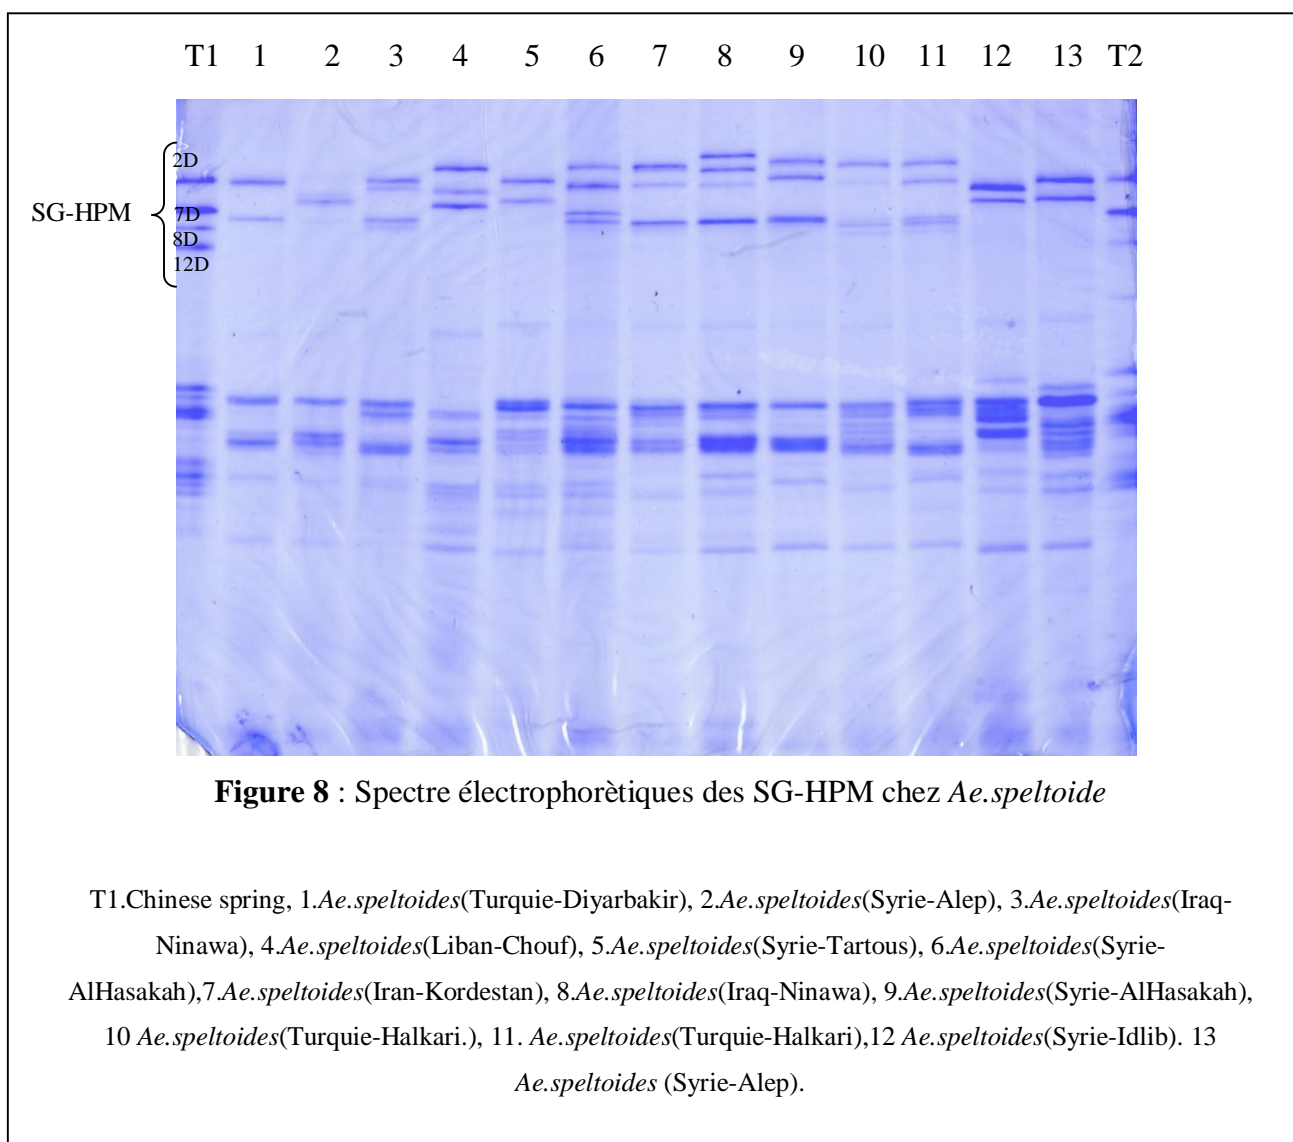 T1 1 2 3 4 5 6 7 8 9 10 11 12 13 T2
2D
SG-HPM
7D
8D
12D
Figure 8 : Spectre électrophorètiques des SG-HPM chez Ae.speltoide
T1.Chinese spring, 1.Ae.speltoides(Turquie-Diyarbakir), 2.Ae.speltoides(Syrie-Alep), 3.Ae.speltoides(Iraq-
Ninawa), 4.Ae.speltoides(Liban-Chouf), 5.Ae.speltoides(Syrie-Tartous), 6.Ae.speltoides(Syrie-
AlHasakah),7.Ae.speltoides(Iran-Kordestan), 8.Ae.speltoides(Iraq-Ninawa), 9.Ae.speltoides(Syrie-AlHasakah),
10 Ae.speltoides(Turquie-Halkari.), 11. Ae.speltoides(Turquie-Halkari),12 Ae.speltoides(Syrie-Idlib). 13
Ae.speltoides (Syrie-Alep).